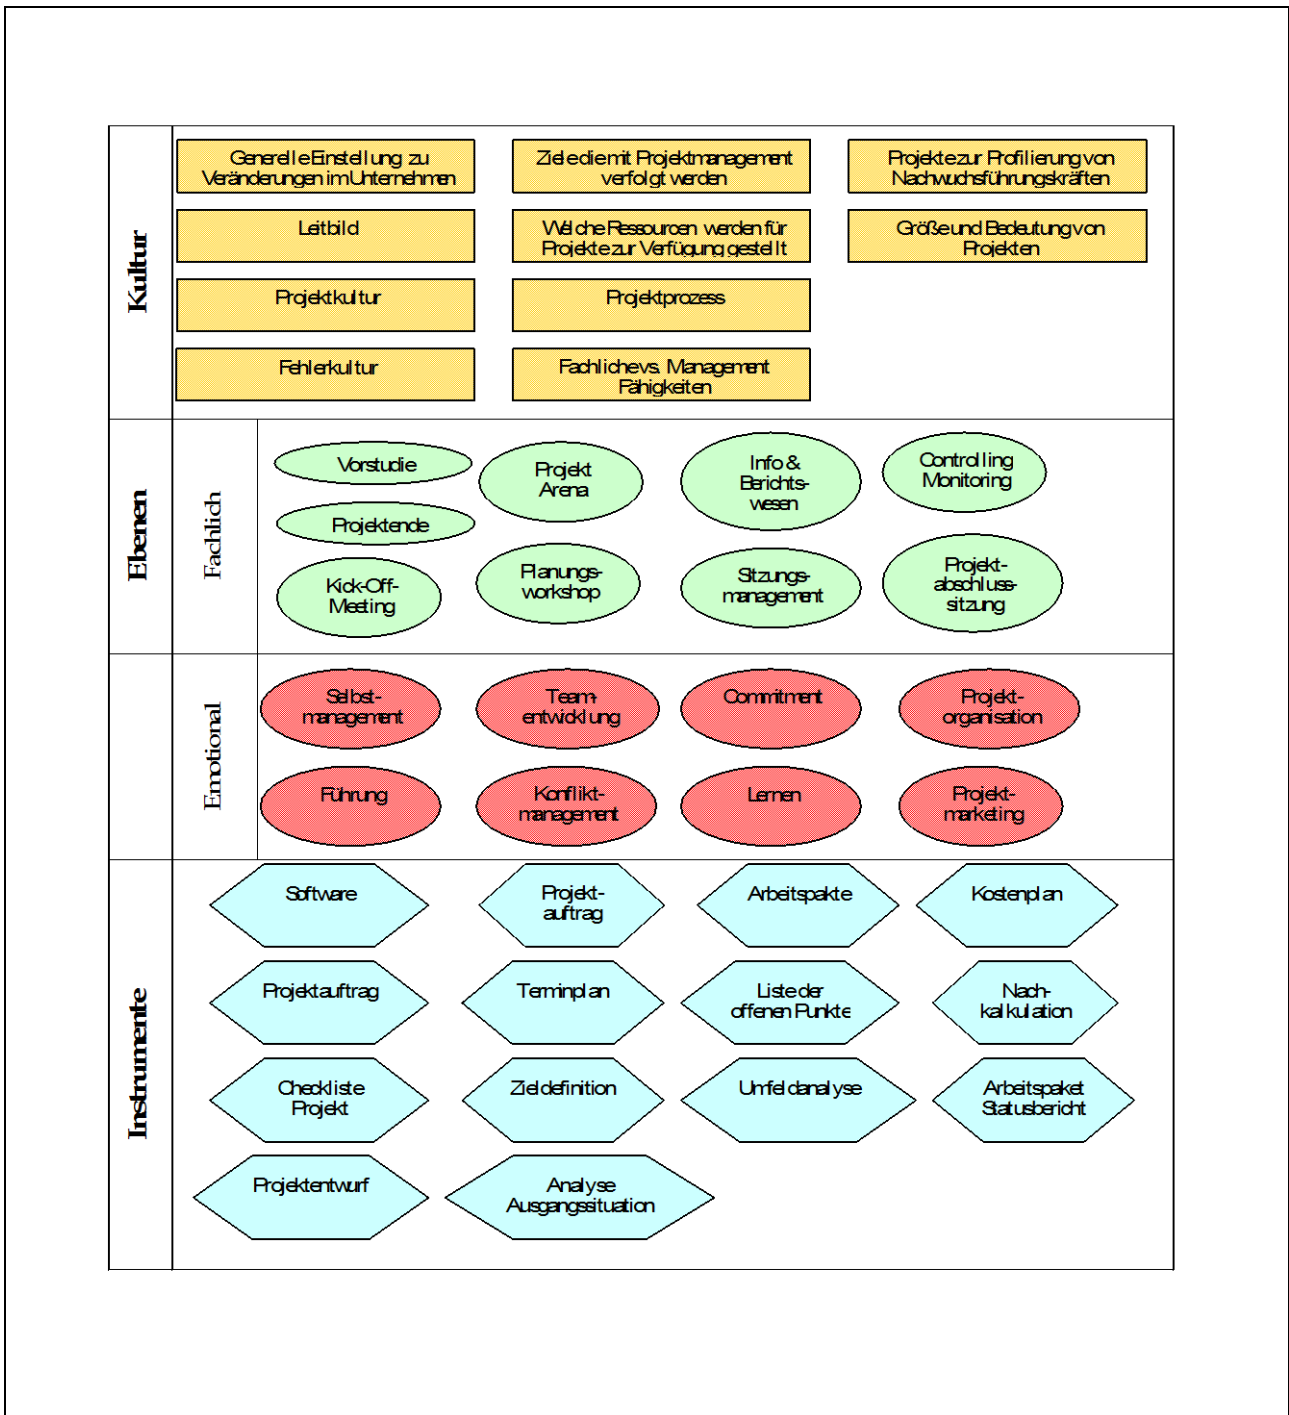 Kultur
Generelle Einstellung zu
Veränderungen im Unternehmen
Ziele die mit Projektmanagement
verfolgt werden
Projekte zur Profilierung von
Nachwuchsführungskräften
Leitbild
Welche Ressourcen werden für
Projekte zur Verfügung gestellt
Größe und Bedeutung von
Projekten
Projektkultur
Projektprozess
Fehlerkultur
Fachliche vs. Management
Fähigkeiten
Ebenen
Fachlich
Vorstudie
Projekt
Arena
Info &
Berichts-
wesen
Controlling
Monitoring
Projektende
Kick-Off-
Meeting
Planungs-
workshop
Sitzungs-
management
Projekt-
abschluss-
sitzung
Emotional
Selbst-
management
Team-
entwicklung
Commitment
Projekt-
organisation
Führung
Konflikt-
management
Lernen
Projekt-
marketing
Instrumente
Software
Projekt-
auftrag
Arbeitspakte
Kostenplan
Projektauftrag
Terminplan
Liste der
offenen Punkte
Nach-
kalkulation
Checkliste
Projekt
Zieldefinition
Umfeldanalyse
Arbeitspaket
Statusbericht
Projektentwurf
Analyse
Ausgangssituation